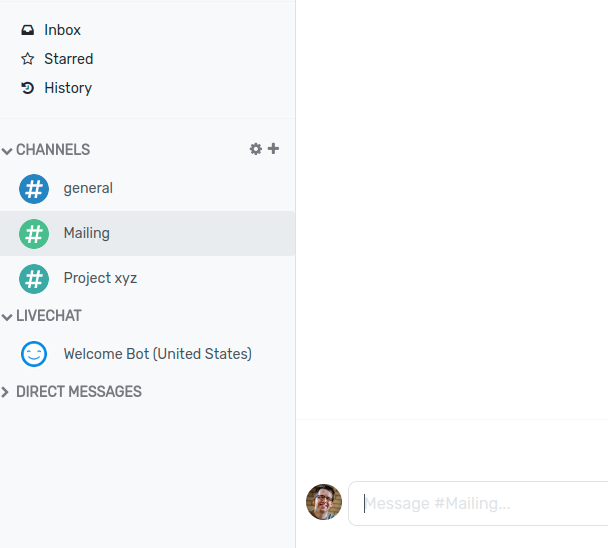 Inbox
Starred
History
CHANNELS
# general
# Mailing
# Project xyz
LIVECHAT
Welcome Bot (United States)
DIRECT MESSAGES
Message #Mailing...